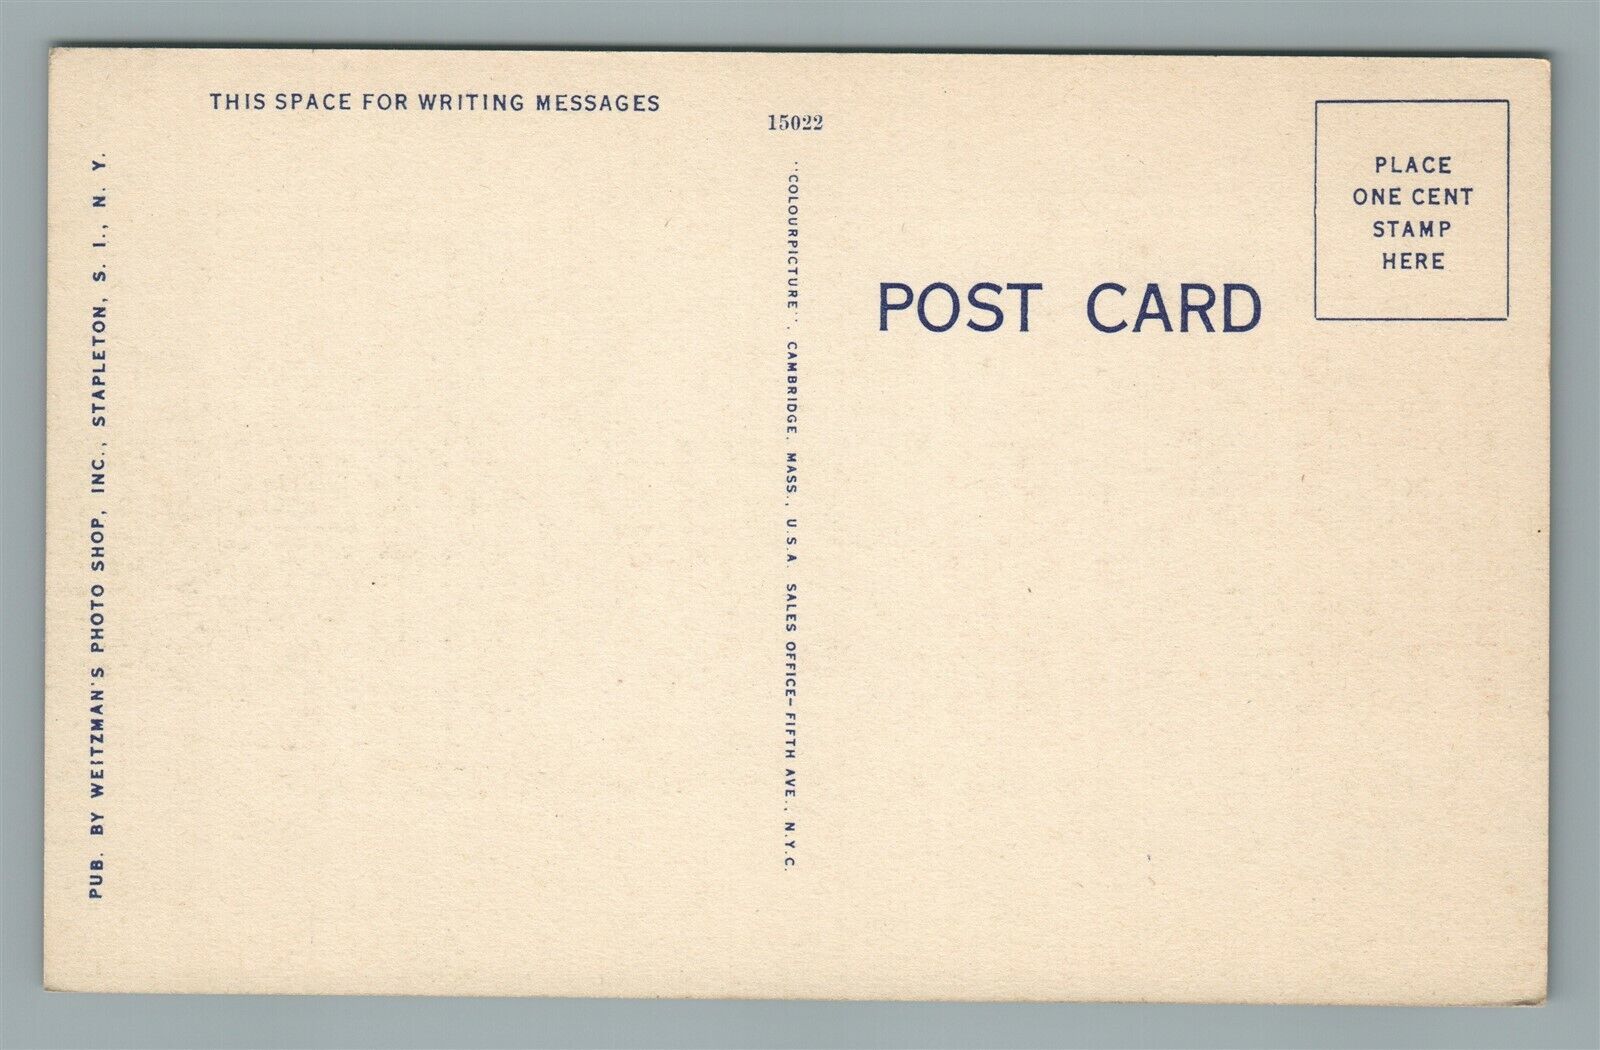 THIS SPACE FOR WRITING MESSAGES
15022
PLACE
ONE CENT
STAMP
HERE
POST CARD
PUB. BY WEITZMAN'S PHOTO SHOP, INC., STAPLETON, S. I., N. Y.
"COLOURPICTURE", CAMBRIDGE, MASS., U.S.A. SALES OFFICE– FIFTH AVE., N.Y.C.